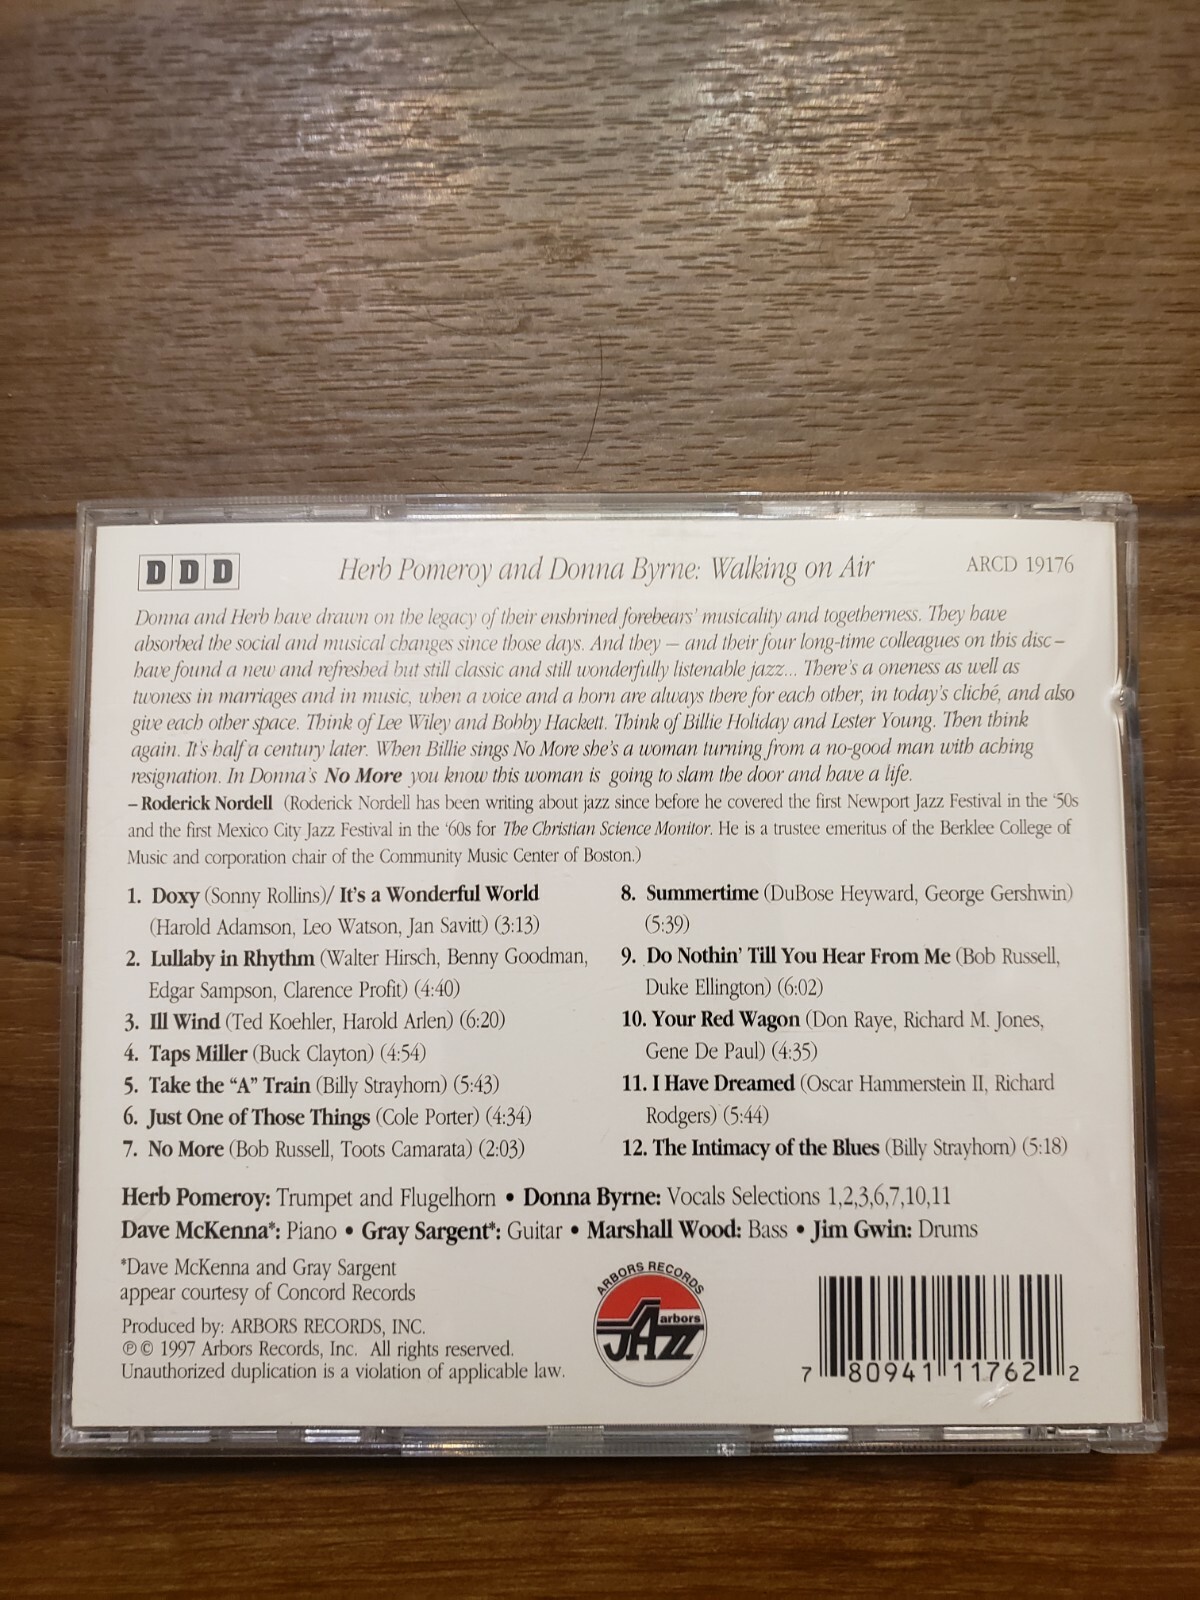 DDD
Herb Pomeroy and Donna Byrne: Walking on Air
ARCD 19176
Donna and Herb have drawn on the legacy of their enshrined forebears' musicality and togetherness. They have
absorbed the social and musical changes since those days. And they – and their four long-time colleagues on this disc –
have found a new and refreshed but still classic and still wonderfully listenable jazz... There's a oneness as well as
twoness in marriages and in music, when a voice and a horn are always there for each other, in today's cliché, and also
give each other space. Think of Lee Wiley and Bobby Hackett. Think of Billie Holiday and Lester Young. Then think
again. It's half a century later. When Billie sings No More she's a woman turning from a no-good man with aching
resignation. In Donna's No More you know this woman is going to slam the door and have a life.
– Roderick Nordell (Roderick Nordell has been writing about jazz since before he covered the first Newport Jazz Festival in the '50s
and the first Mexico City Jazz Festival in the '60s for The Christian Science Monitor. He is a trustee emeritus of the Berklee College of
Music and corporation chair of the Community Music Center of Boston.)
1. Doxy (Sonny Rollins)/ It's a Wonderful World
(Harold Adamson, Leo Watson, Jan Savitt) (3:13)
2. Lullaby in Rhythm (Walter Hirsch, Benny Goodman,
Edgar Sampson, Clarence Profit) (4:40)
3. Ill Wind (Ted Koehler, Harold Arlen) (6:20)
4. Taps Miller (Buck Clayton) (4:54)
5. Take the “A” Train (Billy Strayhorn) (5:43)
6. Just One of Those Things (Cole Porter) (4:34)
7. No More (Bob Russell, Toots Camarata) (2:03)
8. Summertime (DuBose Heyward, George Gershwin)
(5:39)
9. Do Nothin' Till You Hear From Me (Bob Russell,
Duke Ellington) (6:02)
10. Your Red Wagon (Don Raye, Richard M. Jones,
Gene De Paul) (4:35)
11. I Have Dreamed (Oscar Hammerstein II, Richard
Rodgers) (5:44)
12. The Intimacy of the Blues (Billy Strayhorn) (5:18)
Herb Pomeroy: Trumpet and Flugelhorn • Donna Byrne: Vocals Selections 1,2,3,6,7,10,11
Dave McKenna*: Piano • Gray Sargent*: Guitar • Marshall Wood: Bass • Jim Gwin: Drums
*Dave McKenna and Gray Sargent
appear courtesy of Concord Records
Produced by: ARBORS RECORDS, INC.
℗© 1997 Arbors Records, Inc. All rights reserved.
Unauthorized duplication is a violation of applicable law.
ARBORS RECORDS
arbors
JAZZ
7 80941 11762 2